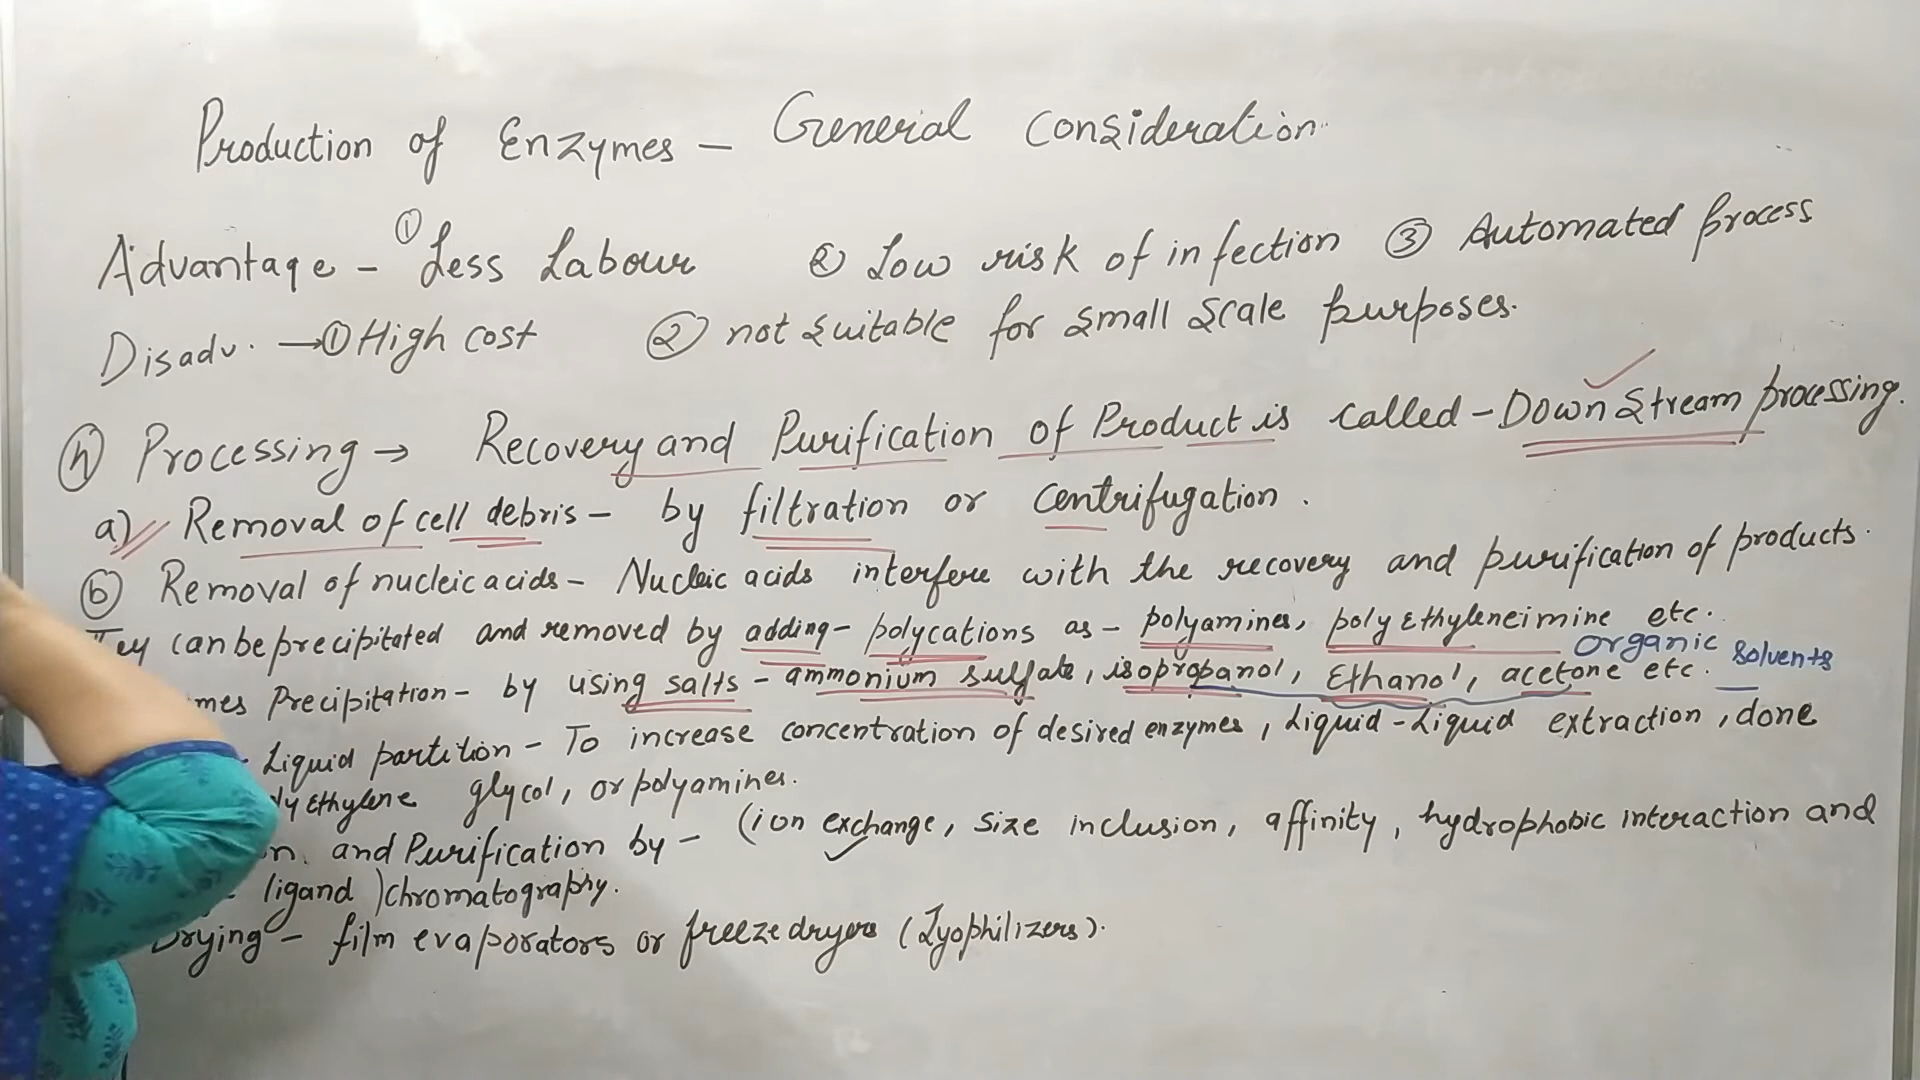 Production of Enzymes - General Consideration
Advantage - ① Less Labour ② Low risk of infection ③ Automated process
Disadv. → ① High cost ② not suitable for small scale purposes.
ⓗ Processing → Recovery and Purification of Product is called - Down Stream processing.
a) Removal of cell debris - by filtration or centrifugation.
ⓑ Removal of nucleic acids - Nucleic acids interfere with the recovery and purification of products.
Tey can be precipitated and removed by adding - polycations as - polyamines, polyEthyleneimine etc.
organic solvents
mes Precipitation - by using salts - ammonium sulfate, isopropanol, Ethanol, acetone etc.
Liquid partition - To increase concentration of desired enzymes, Liquid-Liquid extraction, done
lyEthylene glycol, or polyamines.
n. and Purification by - (ion exchange, size inclusion, affinity, hydrophobic interaction and
ligand) chromatography.
Drying - film evaporators or freeze dryers (Lyophilizers).